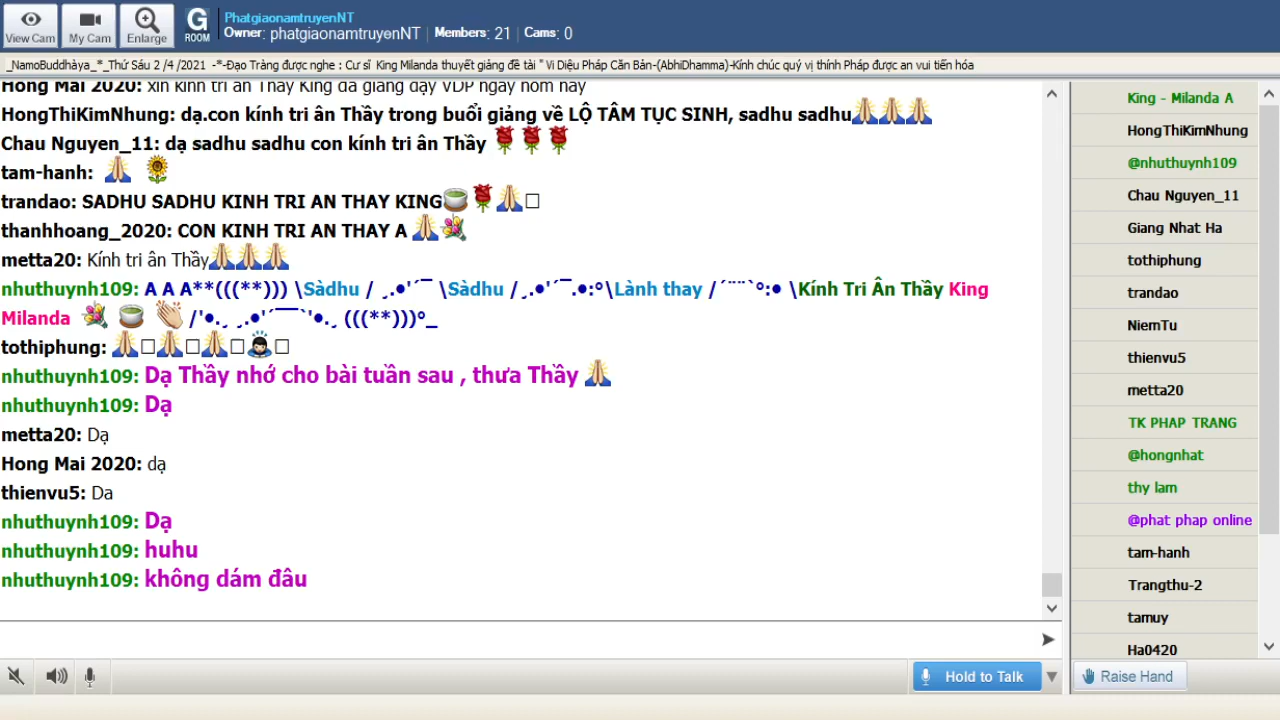 View Cam
My Cam
Enlarge
G
ROOM
PhatgiaonamtruyenNT
Owner: phatgiaonamtruyenNT | Members: 21 | Cams: 0
_NamoBuddhàya_*_Thứ Sáu 2 /4 /2021 -*-Đạo Tràng được nghe : Cư sĩ King Milanda thuyết giảng đề tài " Vi Diệu Pháp Căn Bản-(AbhiDhamma)-Kính chúc quý vị thính Pháp được an vui tiến hóa
Hong Mai 2020: xin kinh tri ân Thầy King đã giảng dạy VDP ngày hôm nay
HongThiKimNhung: dạ.con kính tri ân Thầy trong buổi giảng về LỘ TÂM TỤC SINH, sadhu sadhu🙏🙏🙏
Chau Nguyen_11: dạ sadhu sadhu con kính tri ân Thầy 🌹🌹🌹
tam-hanh: 🙏 🌻
trandao: SADHU SADHU KINH TRI AN THAY KING🍵🌹🙏□
thanhhoang_2020: CON KINH TRI AN THAY A 🙏💐
metta20: Kính tri ân Thầy🙏🙏🙏
nhuthuynh109: A A A**(((**))) \Sàdhu / ¸.•'´¯ \Sàdhu /¸.•'´¯.•:°\Lành thay /´¨¨`°:• \Kính Tri Ân Thầy King
Milanda 💐 🍵 👏 /'•.¸ ¸.•'´¯¯`'•.¸ (((**)))°_
tothiphung: 🙏□🙏□🙏□🙇□
nhuthuynh109: Dạ Thầy nhớ cho bài tuần sau , thưa Thầy 🙏
nhuthuynh109: Dạ
metta20: Dạ
Hong Mai 2020: dạ
thienvu5: Da
nhuthuynh109: Dạ
nhuthuynh109: huhu
nhuthuynh109: không dám đâu
Hold to Talk
King - Milanda A
HongThiKimNhung
@nhuthuynh109
Chau Nguyen_11
Giang Nhat Ha
tothiphung
trandao
NiemTu
thienvu5
metta20
TK PHAP TRANG
@hongnhat
thy lam
@phat phap online
tam-hanh
Trangthu-2
tamuy
Ha0420
Raise Hand